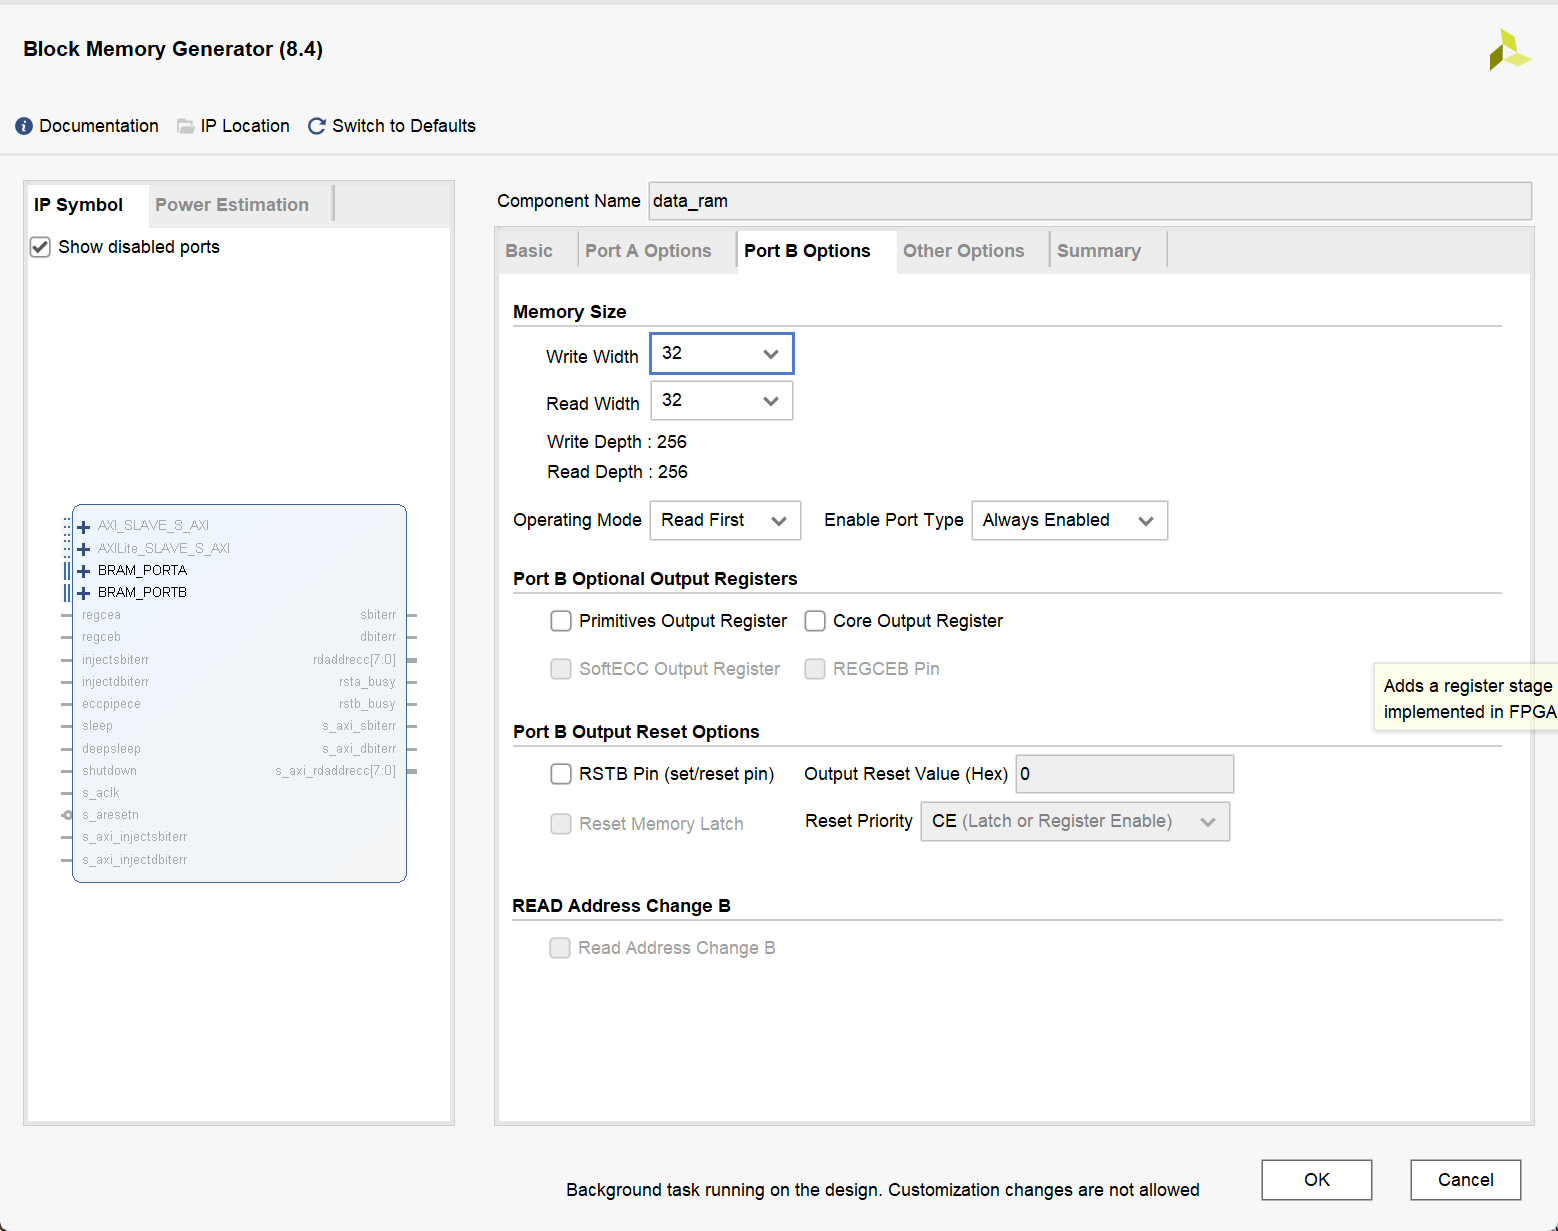 Block Memory Generator (8.4)
Documentation IP Location Switch to Defaults
IP Symbol Power Estimation
Show disabled ports
AXI_SLAVE_S_AXI
AXILite_SLAVE_S_AXI
BRAM_PORTA
BRAM_PORTB
regcea sbiterr
regceb dbiterr
injectsbiterr rdaddrecc[7:0]
injectdbiterr rsta_busy
eccpipece rstb_busy
sleep s_axi_sbiterr
deepsleep s_axi_dbiterr
shutdown s_axi_rdaddrecc[7:0]
s_aclk
s_aresetn
s_axi_injectsbiterr
s_axi_injectdbiterr
Component Name data_ram
Basic Port A Options Port B Options Other Options Summary
Memory Size
Write Width 32
Read Width 32
Write Depth : 256
Read Depth : 256
Operating Mode Read First Enable Port Type Always Enabled
Port B Optional Output Registers
Primitives Output Register Core Output Register
SoftECC Output Register REGCEB Pin
Adds a register stage
implemented in FPGA
Port B Output Reset Options
RSTB Pin (set/reset pin) Output Reset Value (Hex) 0
Reset Memory Latch Reset Priority CE (Latch or Register Enable)
READ Address Change B
Read Address Change B
Background task running on the design. Customization changes are not allowed
OK Cancel